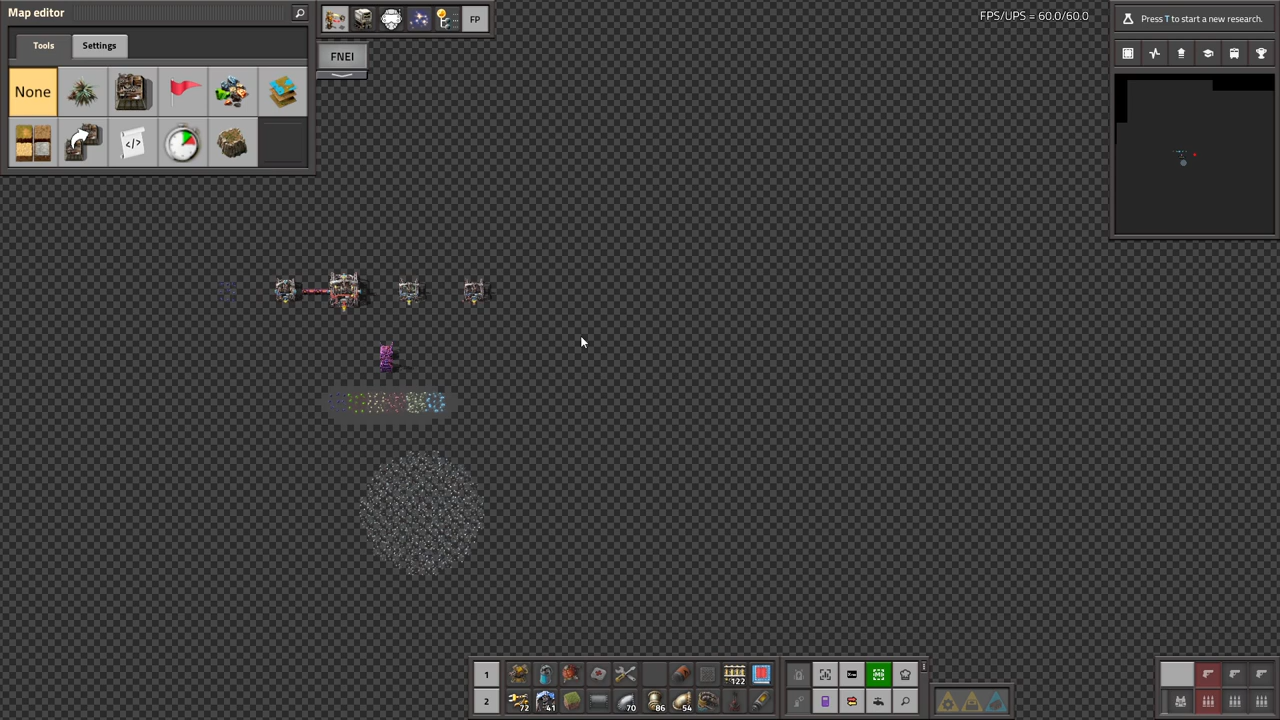 Map editor
FP
FPS/UPS = 60.0/60.0
Press T to start a new research.
Tools
Settings
FNEI
None
</>
1
122
2
72
41
70
86
54